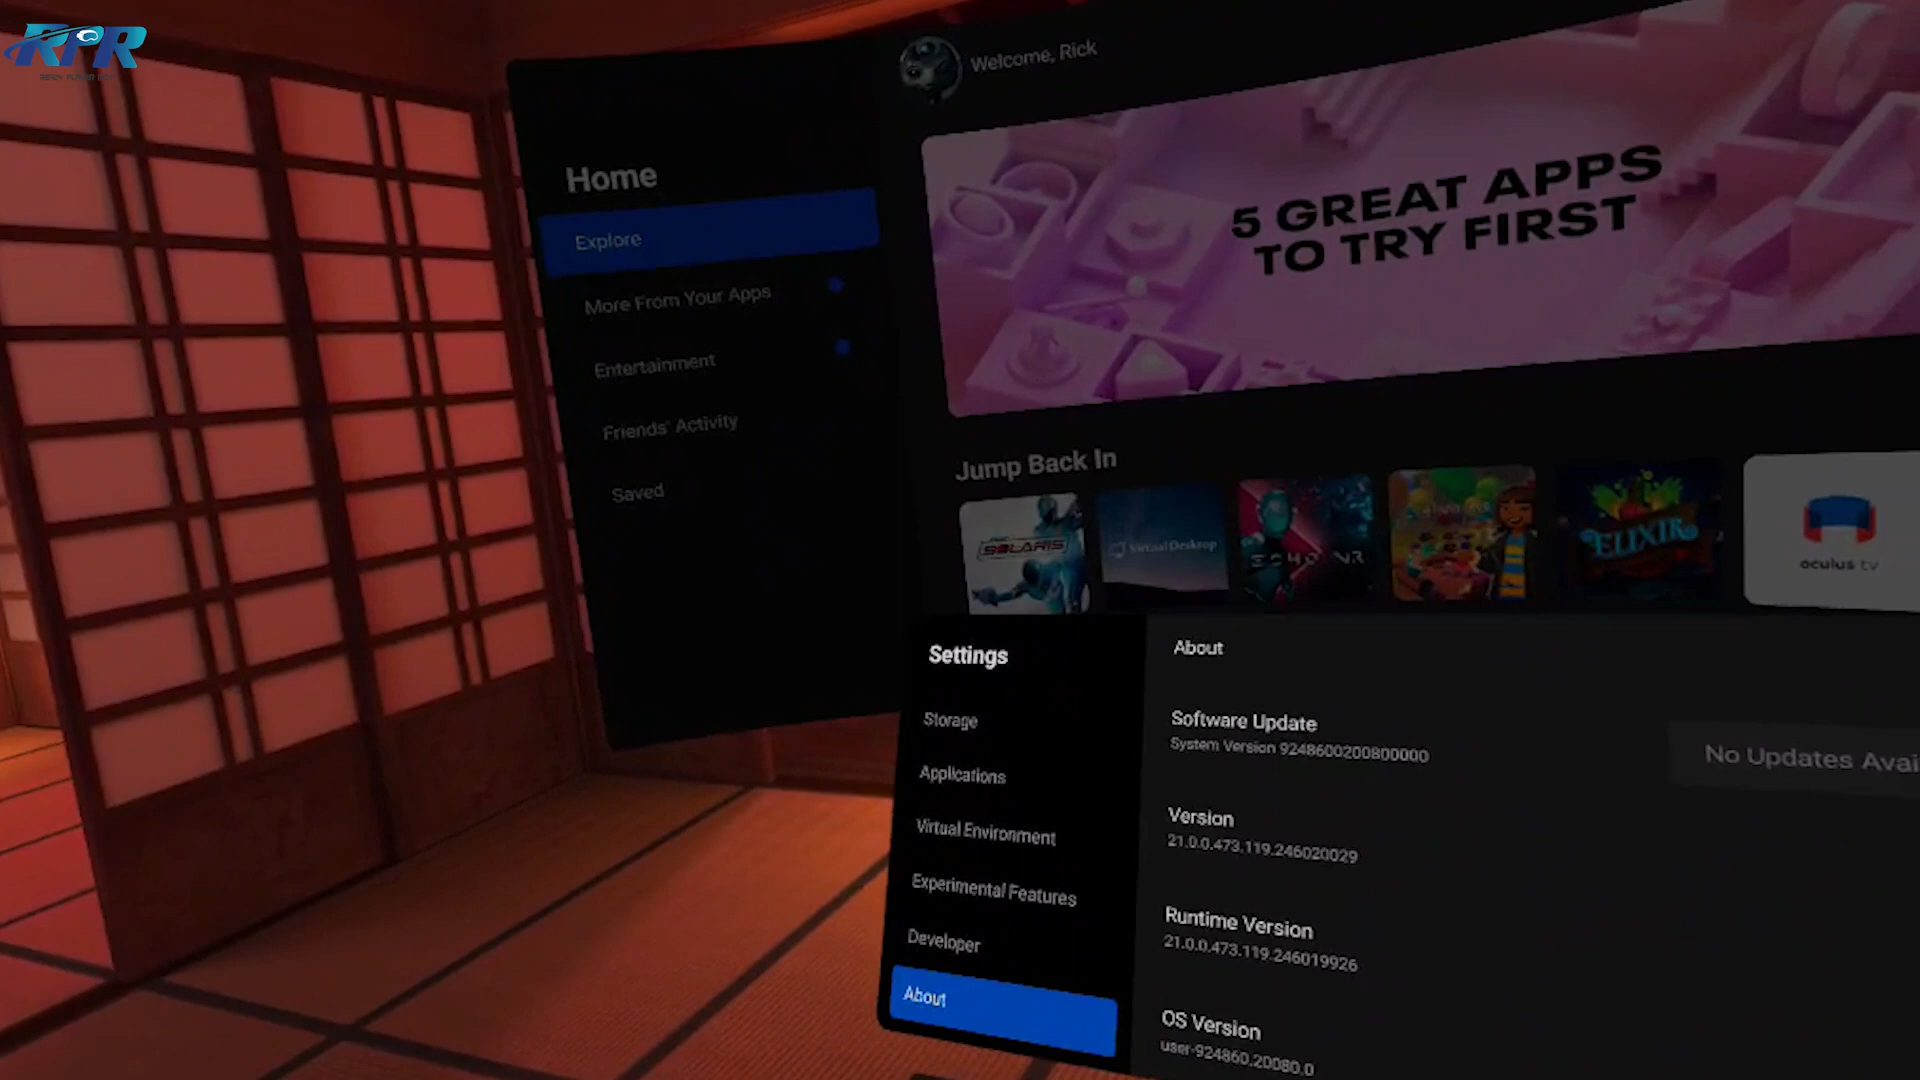 RPR
Welcome, Rick
Home
Explore
More From Your Apps
Entertainment
Friends' Activity
Saved
5 GREAT APPS
TO TRY FIRST
Jump Back In
SOLARIS
Virtual Desktop
ECHO VR
ELIXIR
oculus tv
Settings
Storage
Applications
Virtual Environment
Experimental Features
Developer
About
About
Software Update
System Version 9248600200800000
No Updates Avai
Version
21.0.0.473.119.246020029
Runtime Version
21.0.0.473.119.246019926
OS Version
user-924860.20080.0